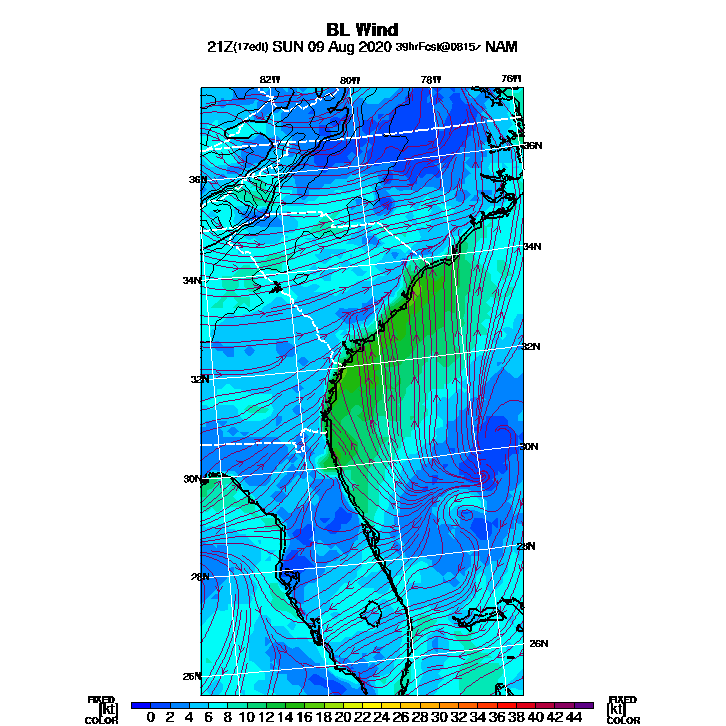 BL Wind
21Z(17edt) SUN 09 Aug 2020 39hrFcst@0815z NAM
82W 80W 78W 76W
36N
36N
34N
34N
32N
32N
30N
30N
28N
28N
26N
26N
FIXED FIXED
[kt] 0 2 4 6 8 10 12 14 16 18 20 22 24 26 28 30 32 34 36 38 40 42 44 [kt]
COLOR COLOR